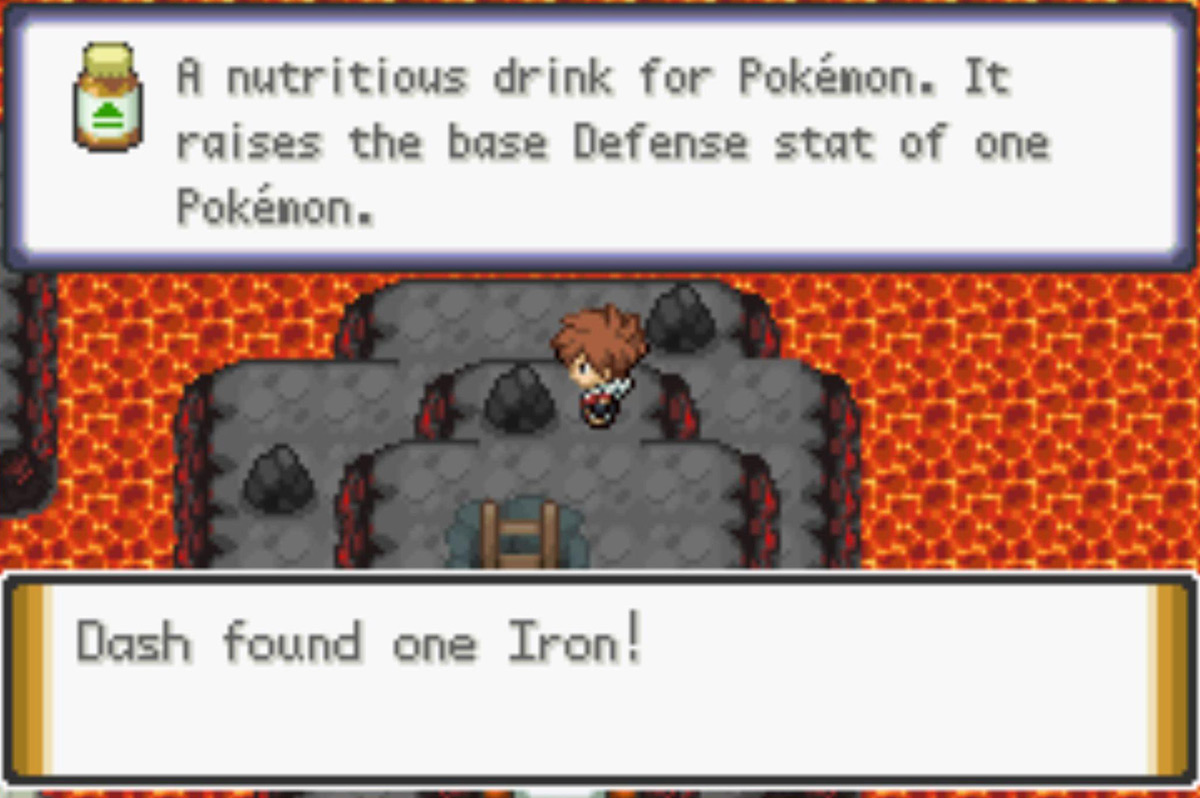 A nutritious drink for Pokémon. It
raises the base Defense stat of one
Pokémon.
Dash found one Iron!